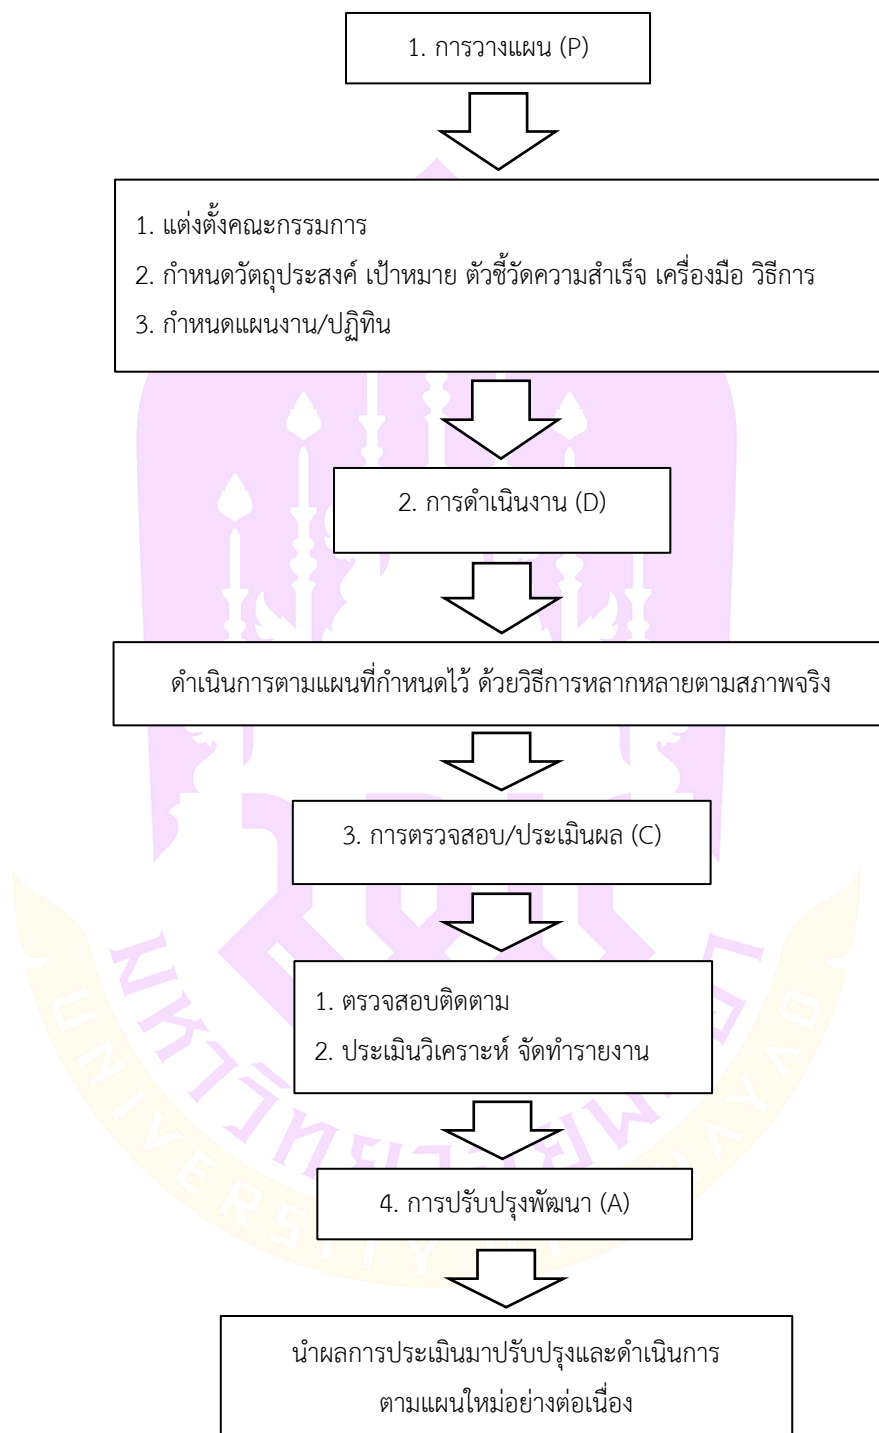 1. การวางแผน (P)
1. แต่งตั้งคณะกรรมการ
2. กำหนดวัตถุประสงค์ เป้าหมาย ตัวชี้วัดความสำเร็จ เครื่องมือ วิธีการ
3. กำหนดแผนงาน/ปฏิทิน
2. การดำเนินงาน (D)
ดำเนินการตามแผนที่กำหนดไว้ ด้วยวิธีการหลากหลายตามสภาพจริง
3. การตรวจสอบ/ประเมินผล (C)
1. ตรวจสอบติดตาม
2. ประเมินวิเคราะห์ จัดทำรายงาน
4. การปรับปรุงพัฒนา (A)
นำผลการประเมินมาปรับปรุงและดำเนินการ
ตามแผนใหม่อย่างต่อเนื่อง
UNIVERSITY